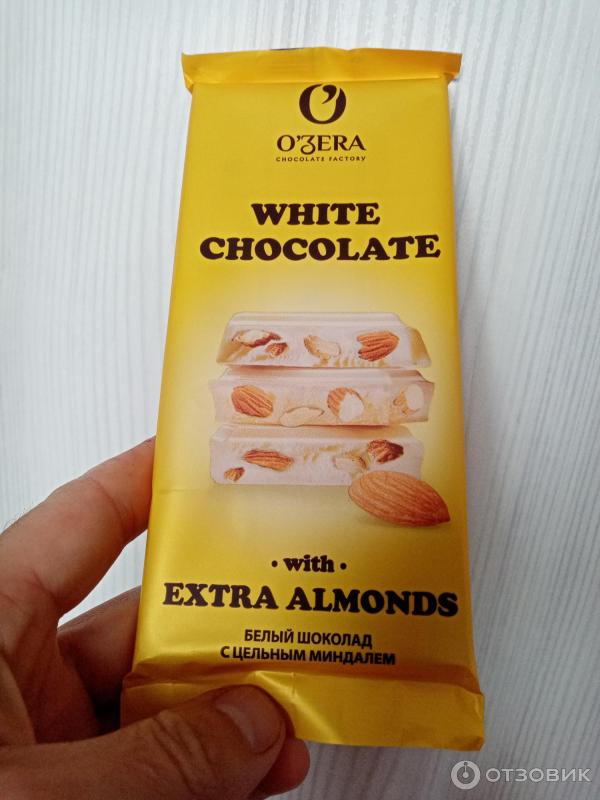 O'ZERA
CHOCOLATE FACTORY
WHITE
CHOCOLATE
• with •
EXTRA ALMONDS
БЕЛЫЙ ШОКОЛАД
С ЦЕЛЬНЫМ МИНДАЛЕМ
ОТЗОВИК